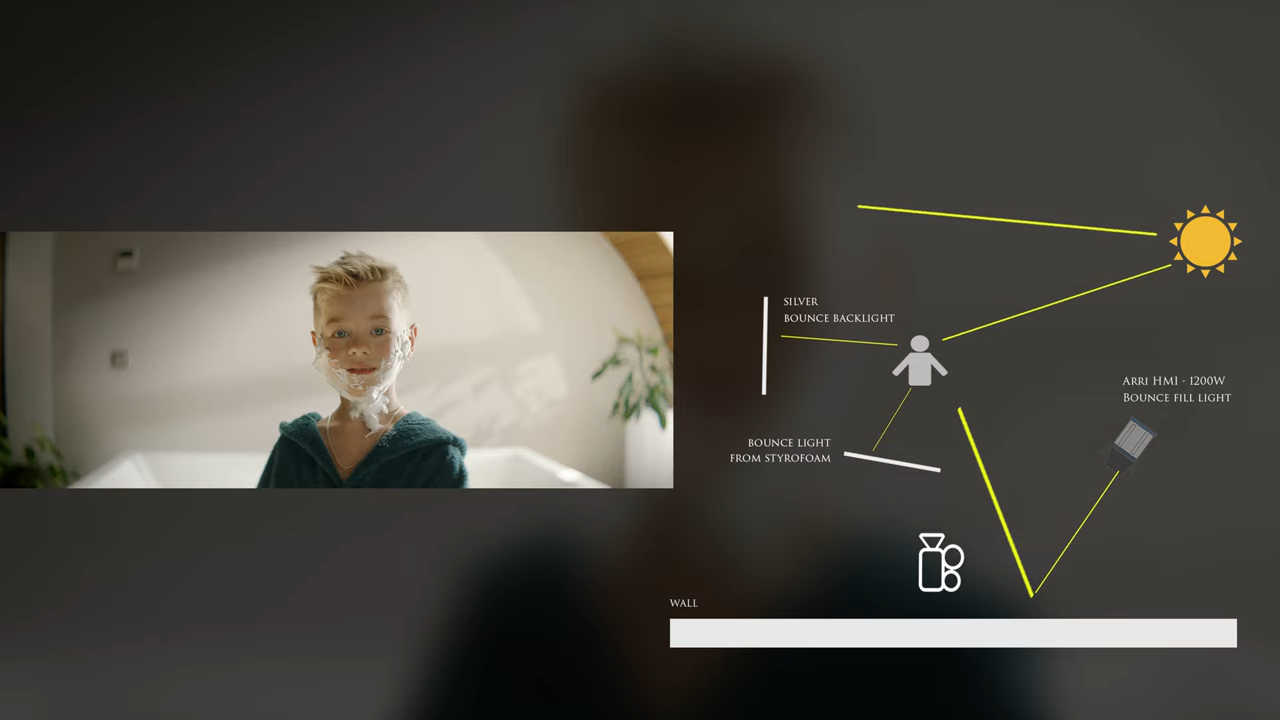 SILVER
BOUNCE BACKLIGHT
ARRI HMI - 1200W
BOUNCE FILL LIGHT
BOUNCE LIGHT
FROM STYROFOAM
WALL